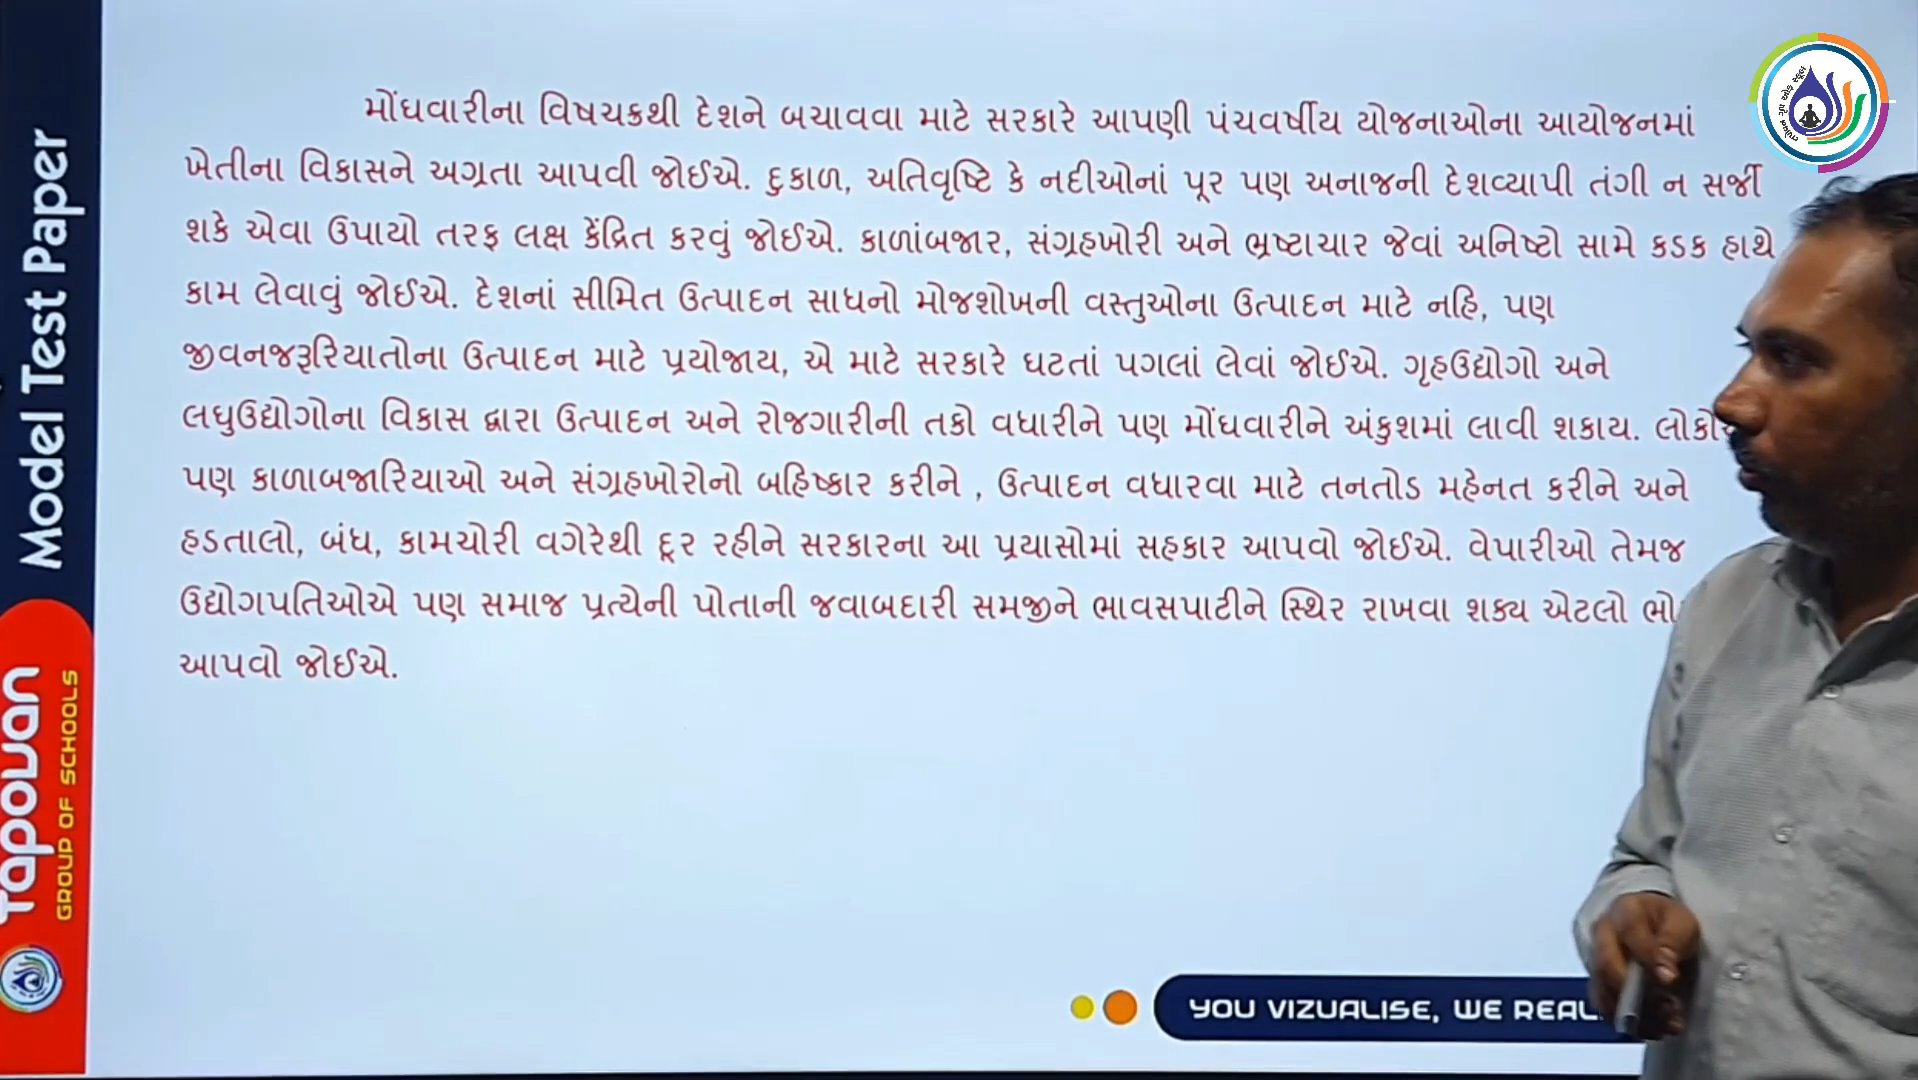 મોંઘવારીના વિષચક્રથી દેશને બચાવવા માટે સરકારે આપણી પંચવર્ષીય યોજનાઓના આયોજનમાં
ખેતીના વિકાસને અગ્રતા આપવી જોઈએ. દુકાળ, અતિવૃષ્ટિ કે નદીઓનાં પૂર પણ અનાજની દેશવ્યાપી તંગી ન સર્જી
શકે એવા ઉપાયો તરફ લક્ષ કેંદ્રિત કરવું જોઈએ. કાળાંબજાર, સંગ્રહખોરી અને ભ્રષ્ટાચાર જેવાં અનિષ્ટો સામે કડક હાથે
કામ લેવાવું જોઈએ. દેશનાં સીમિત ઉત્પાદન સાધનો મોજશોખની વસ્તુઓના ઉત્પાદન માટે નહિ, પણ
જીવનજરૂરિયાતોના ઉત્પાદન માટે પ્રયોજાય, એ માટે સરકારે ઘટતાં પગલાં લેવાં જોઈએ. ગૃહઉદ્યોગો અને
લઘુઉદ્યોગોના વિકાસ દ્વારા ઉત્પાદન અને રોજગારીની તકો વધારીને પણ મોંઘવારીને અંકુશમાં લાવી શકાય.
પણ કાળાબજારિયાઓ અને સંગ્રહખોરોનો બહિષ્કાર કરીને , ઉત્પાદન વધારવા માટે તનતોડ મહેનત કરીને અને
હડતાલો, બંધ, કામચોરી વગેરેથી દૂર રહીને સરકારના આ પ્રયાસોમાં સહકાર આપવો જોઈએ. વેપારીઓ તેમજ
ઉદ્યોગપતિઓએ પણ સમાજ પ્રત્યેની પોતાની જવાબદારી સમજીને ભાવસપાટીને સ્થિર રાખવા શક્ય એટલો
આપવો જોઈએ.
Model Test Paper
Tapovan
GROUP OF SCHOOLS
YOU VIZUALISE, WE